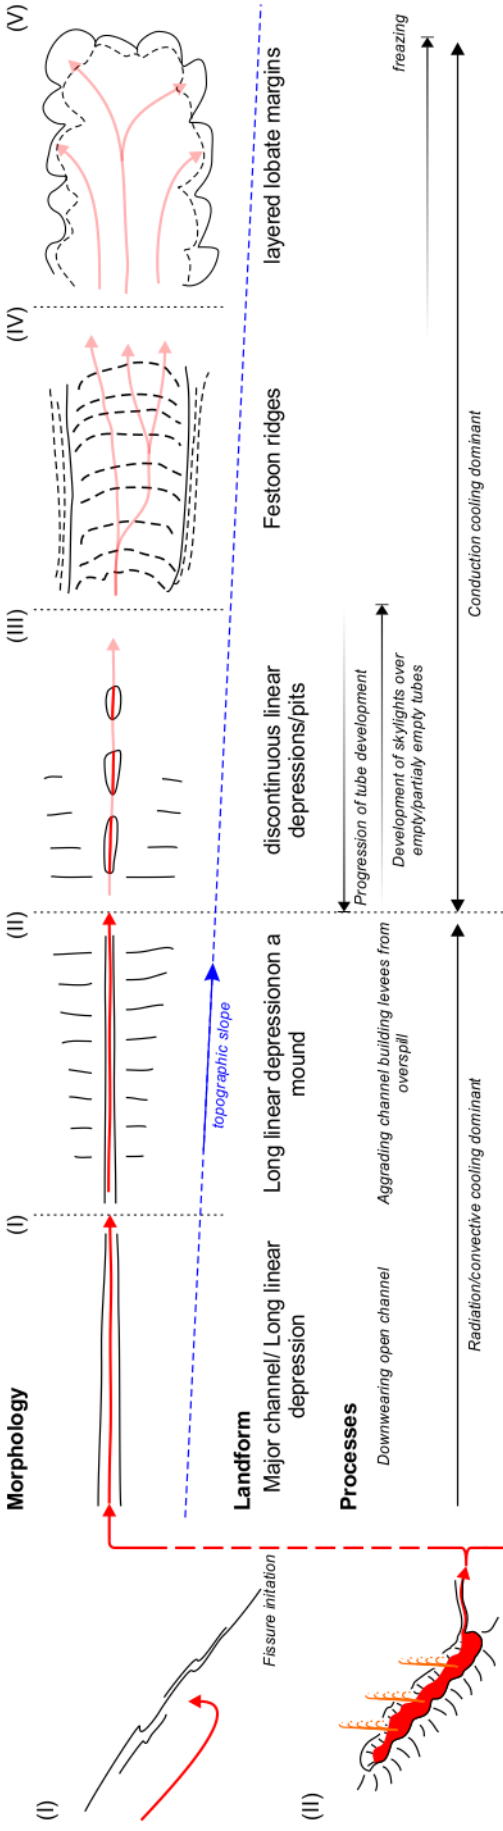 (I)
Fissure initation
(II)
Morphology
(I)
(II)
(III)
(IV)
(V)
topographic slope
Landform
Major channel/ Long linear
depression
Long linear depressionon a
mound
discontinuous linear
depressions/pits
Festoon ridges
layered lobate margins
Processes
Downwearing open channel
Aggrading channel building levees from
overspill
Progression of tube development
Development of skylights over
empty/partialy empty tubes
freazing
Radiation/convective cooling dominant
Conduction cooling dominant